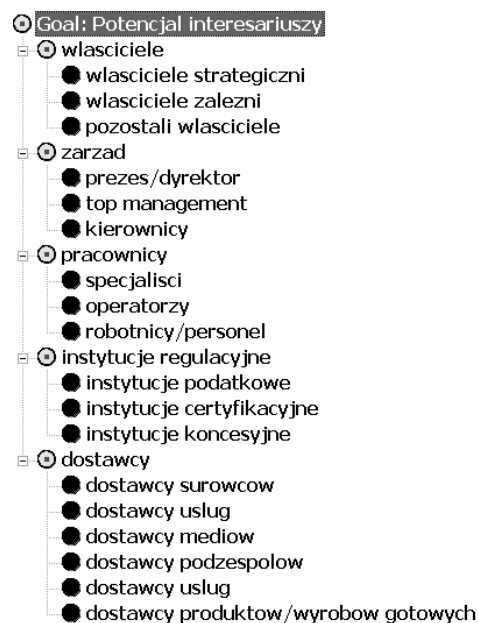 Goal: Potencjal interesariuszy
wlasciciele
wlasciciele strategiczni
wlasciciele zalezni
pozostali wlasciciele
zarzad
prezes/dyrektor
top management
kierownicy
pracownicy
specjalisci
operatorzy
robotnicy/personel
instytucje regulacyjne
instytucje podatkowe
instytucje certyfikacyjne
instytucje koncesyjne
dostawcy
dostawcy surowcow
dostawcy uslug
dostawcy mediow
dostawcy podzespolow
dostawcy uslug
dostawcy produktow/wyrobow gotowych